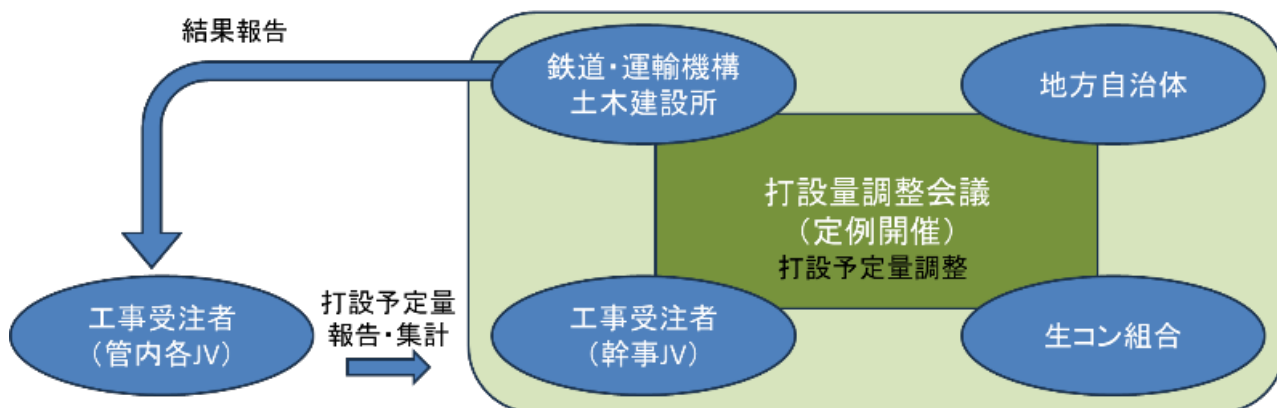 結果報告
鉄道・運輸機構
土木建設所
地方自治体
打設量調整会議
（定例開催）
打設予定量調整
工事受注者
（管内各JV）
打設予定量
報告・集計
工事受注者
（幹事JV）
生コン組合